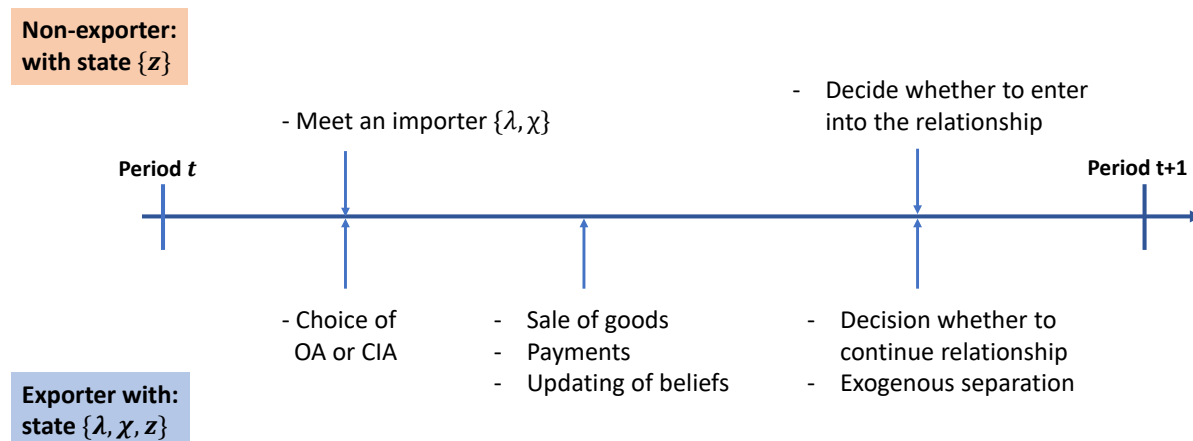 Non-exporter:
with state {z}
- Meet an importer {λ, χ}
- Decide whether to enter
into the relationship
Period t
Period t+1
- Choice of
OA or CIA
- Sale of goods
- Payments
- Updating of beliefs
- Decision whether to
continue relationship
- Exogenous separation
Exporter with:
state {λ, χ, z}